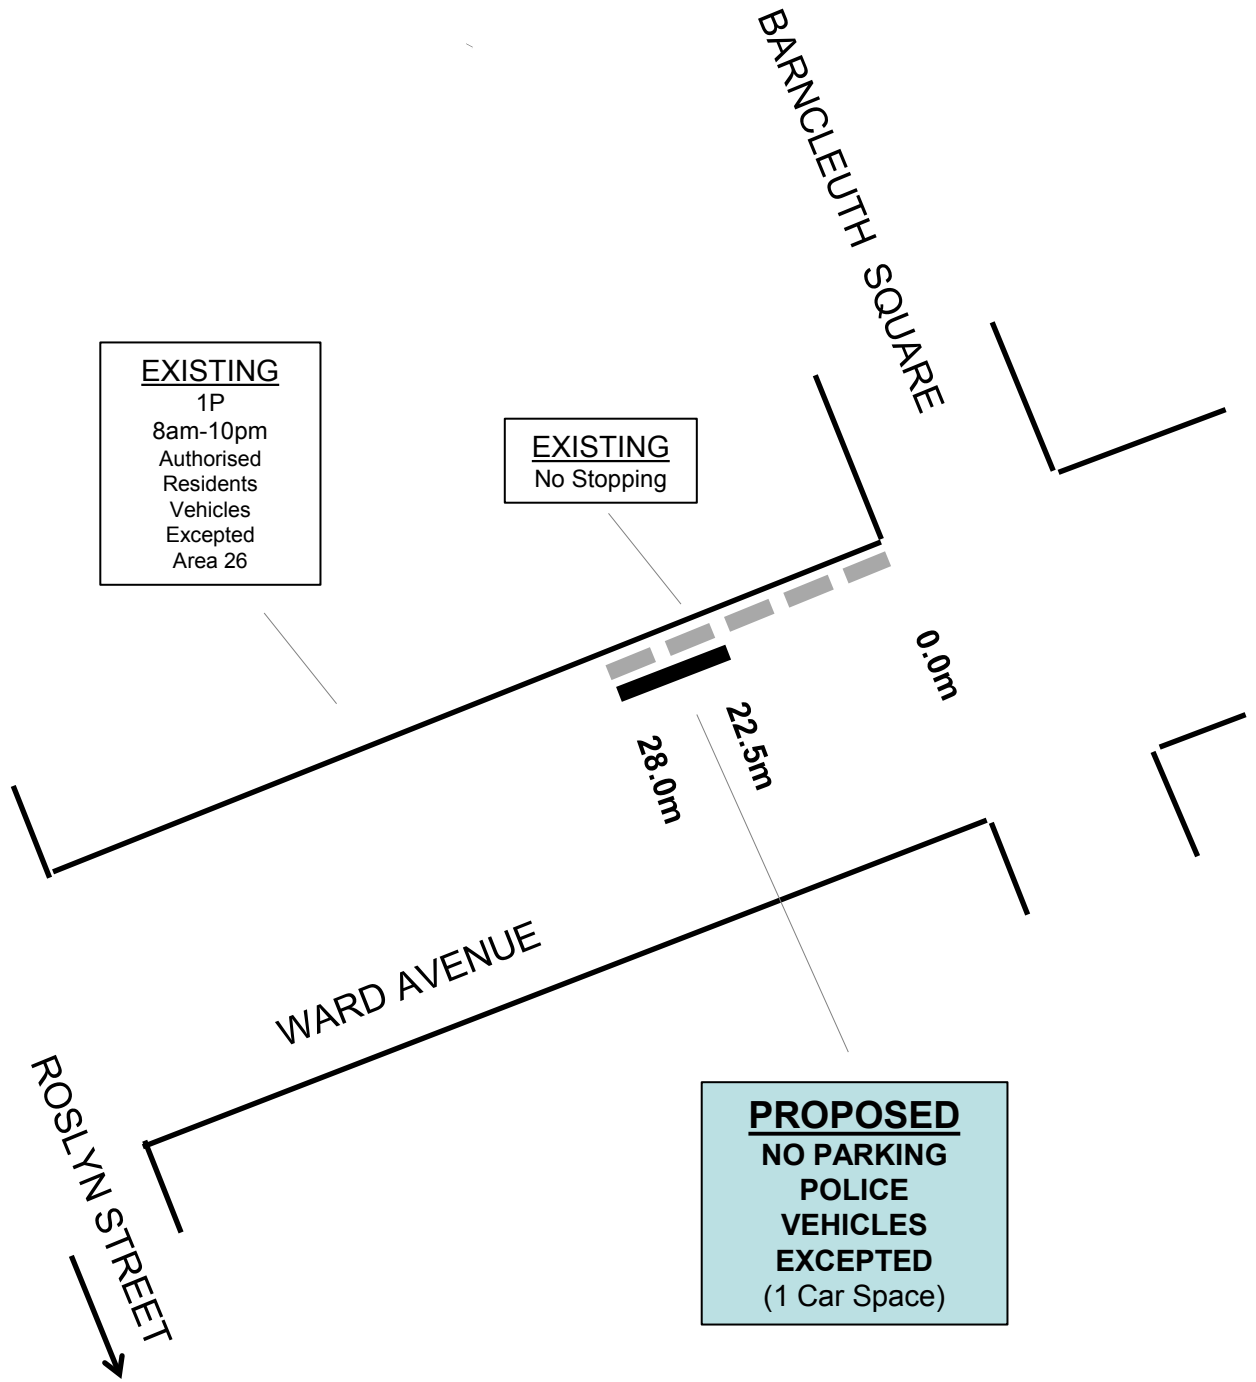 BARNCLEUTH SQUARE
EXISTING
1P
8am-10pm
Authorised
Residents
Vehicles
Excepted
Area 26
EXISTING
No Stopping
0.0m
22.5m
28.0m
WARD AVENUE
ROSLYN STREET
PROPOSED
NO PARKING
POLICE
VEHICLES
EXCEPTED
(1 Car Space)